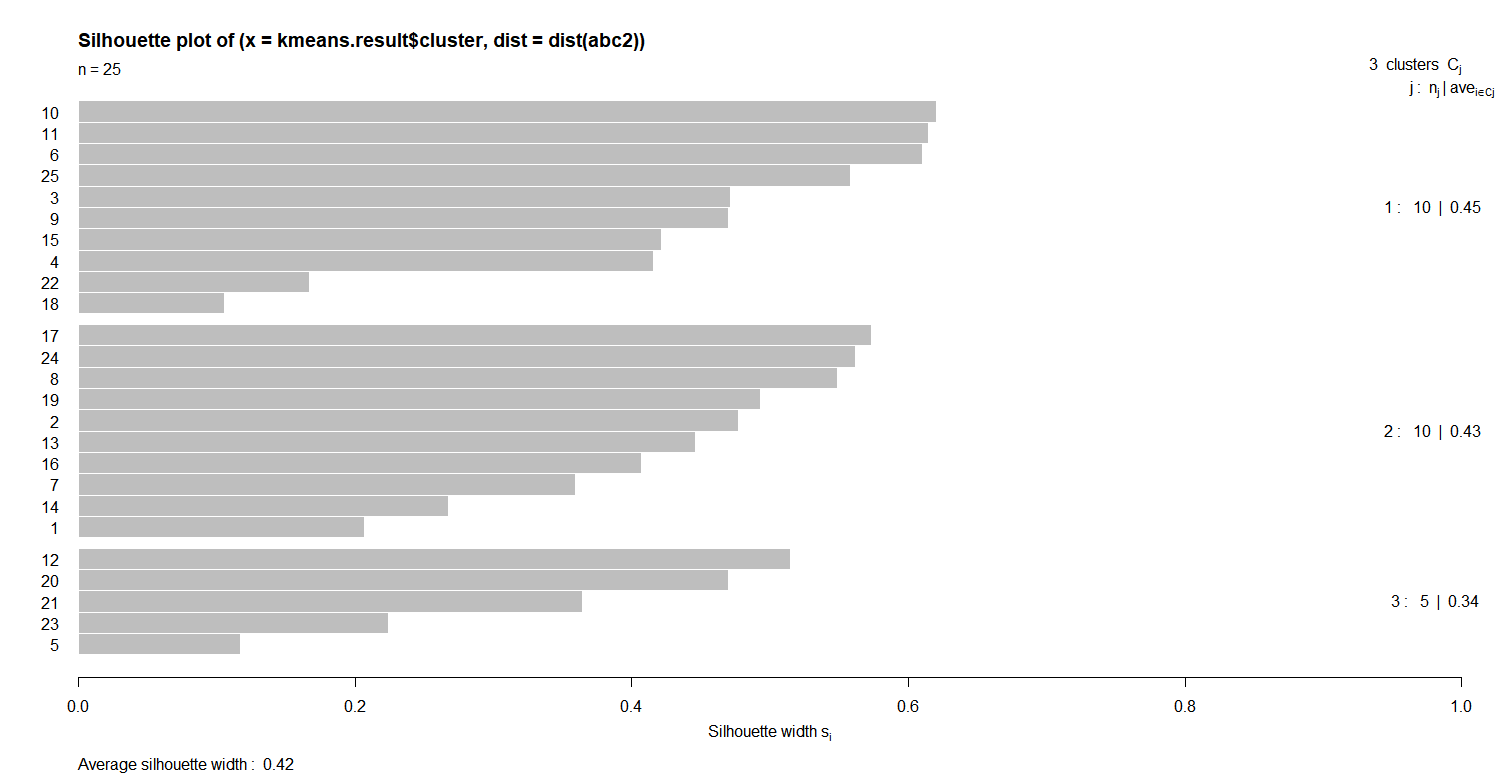 Silhouette plot of (x = kmeans.result$cluster, dist = dist(abc2))
n = 25
3 clusters Cj
j : nj | avei∈Cj
10
11
6
25
3
9
15
4
22
18
1 : 10 | 0.45
17
24
8
19
2
13
16
7
14
1
2 : 10 | 0.43
12
20
21
23
5
3 : 5 | 0.34
0.0 0.2 0.4 0.6 0.8 1.0
Silhouette width si
Average silhouette width : 0.42